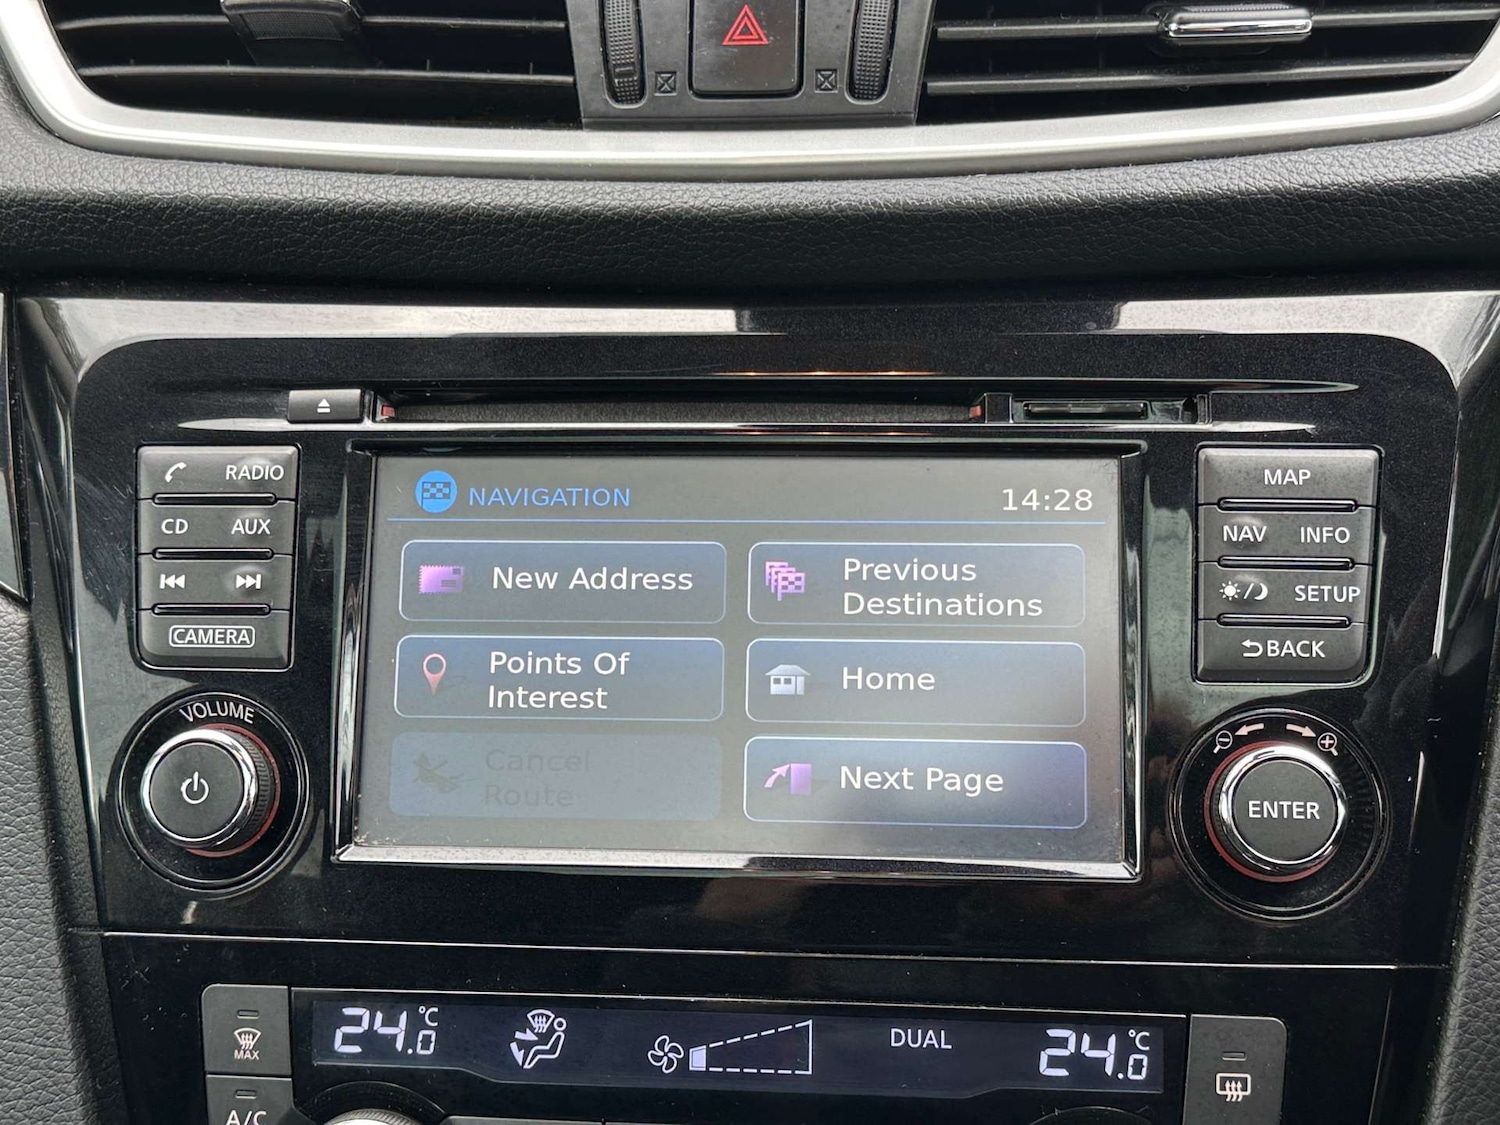 RADIO
CD AUX
CAMERA
VOLUME
NAVIGATION 14:28
New Address
Previous
Destinations
Points Of
Interest
Home
Cancel
Route
Next Page
MAP
NAV INFO
SETUP
BACK
ENTER
MAX
A/C
24.0 °C
DUAL
24.0 °C